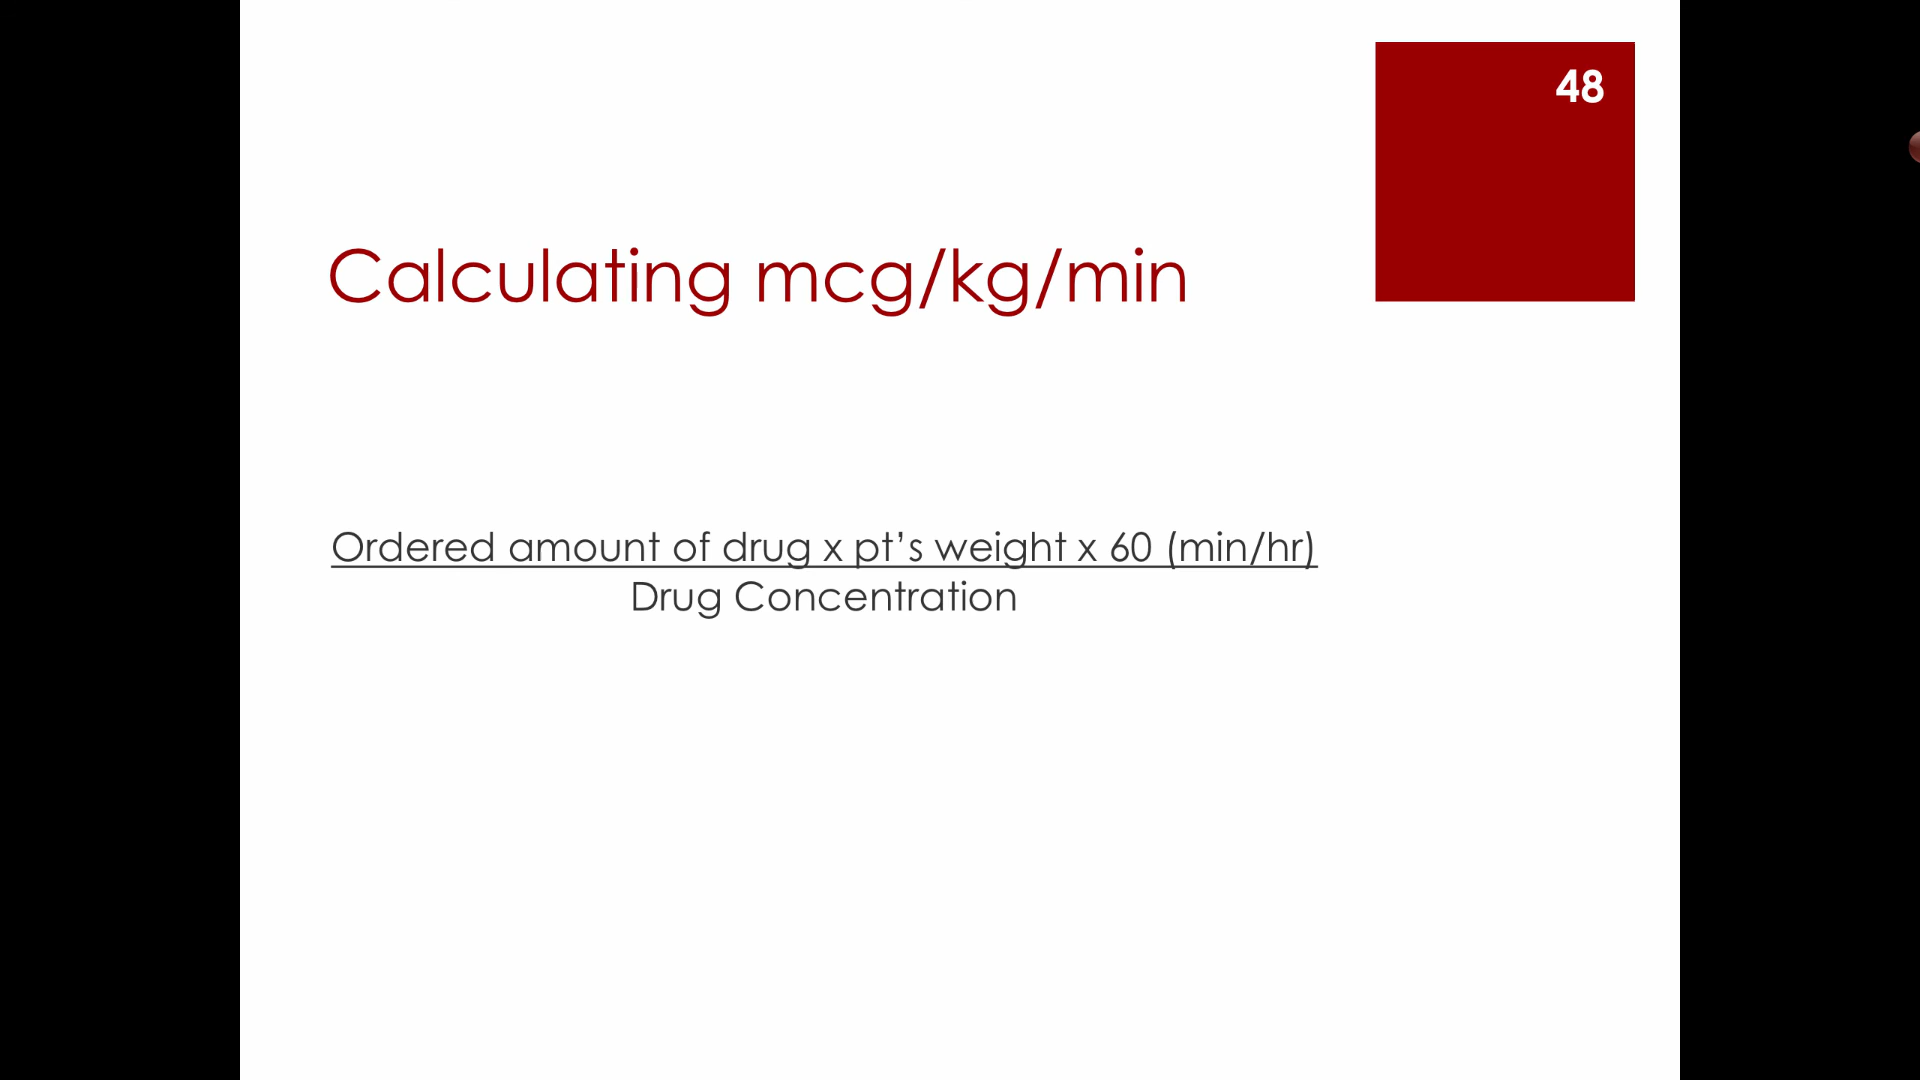 48
Calculating mcg/kg/min
Ordered amount of drug x pt’s weight x 60 (min/hr)
Drug Concentration